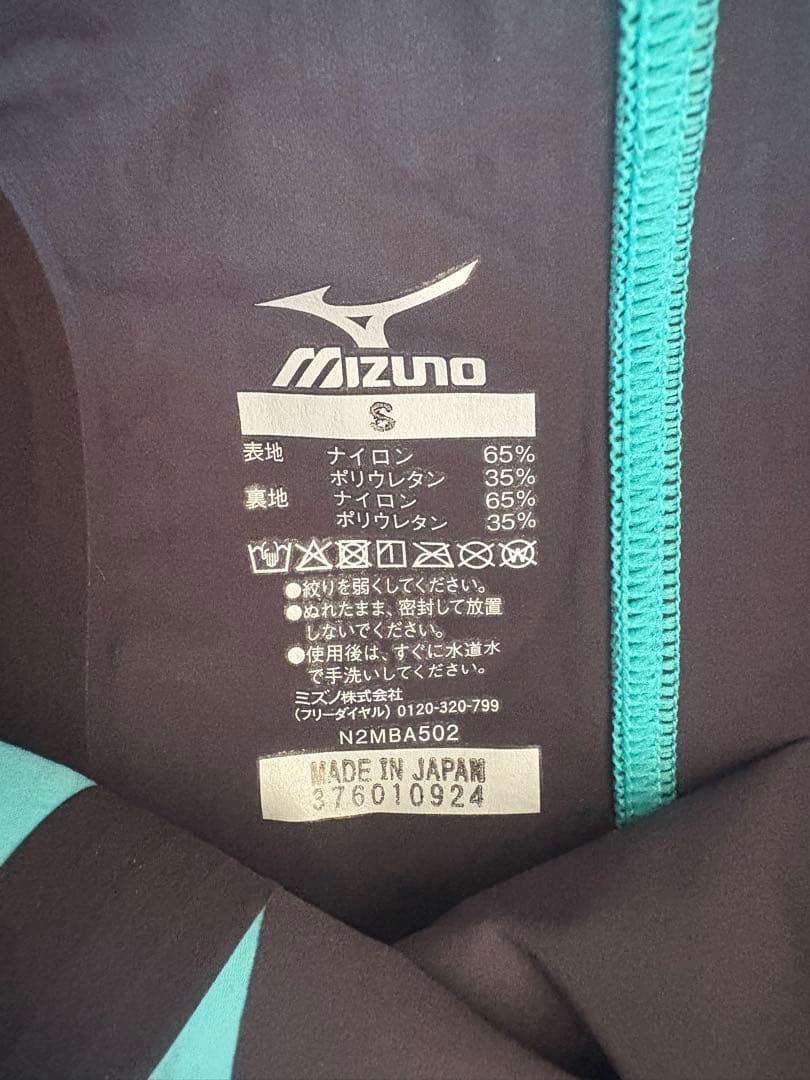 MIZUNO
S
表地 ナイロン 65%
ポリウレタン 35%
裏地 ナイロン 65%
ポリウレタン 35%
●絞りを弱くしてください。
●ぬれたまま、密封して放置
しないでください。
●使用後は、すぐに水道水
で手洗いしてください。
ミズノ株式会社
(フリーダイヤル) 0120-320-799
N2MBA502
MADE IN JAPAN
376010924